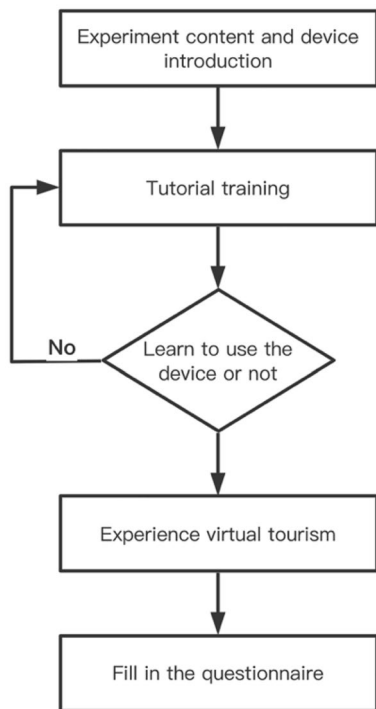 Experiment content and device
introduction
Tutorial training
No
Learn to use the
device or not
Experience virtual tourism
Fill in the questionnaire